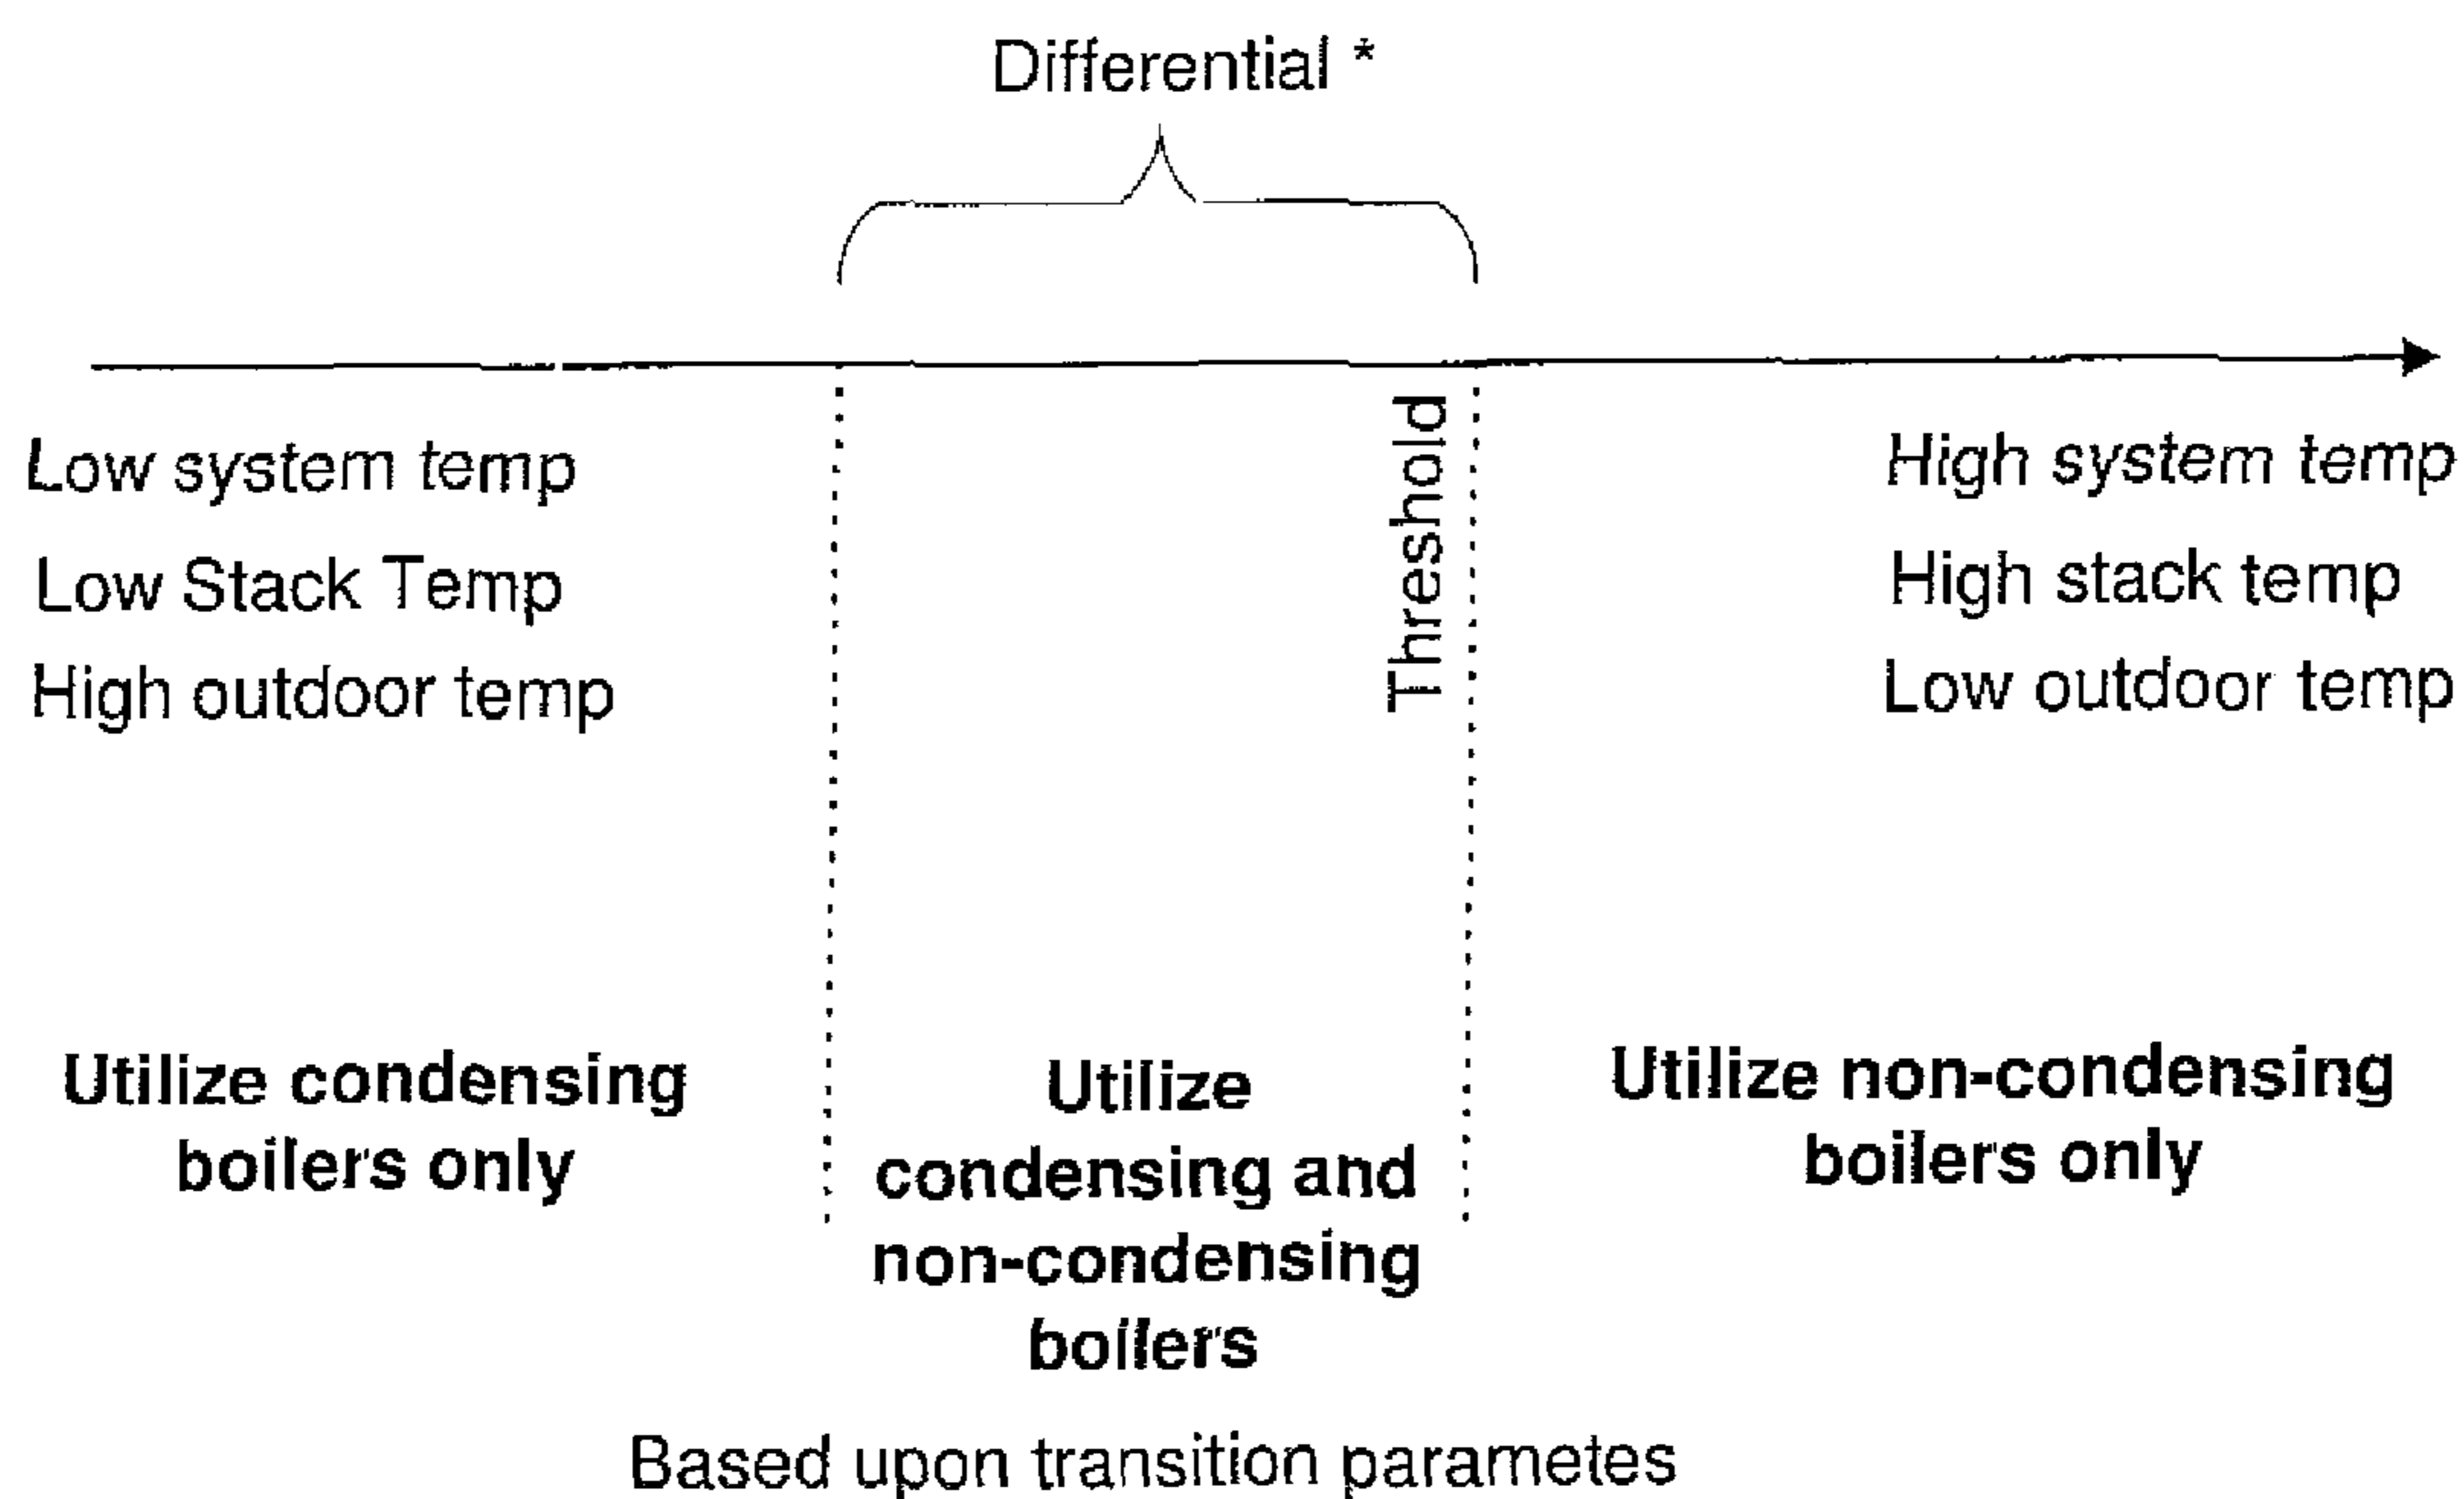 Differential *
Threshold
Low system temp
Low Stack Temp
High outdoor temp
High system temp
High stack temp
Low outdoor temp
Utilize condensing
boilers only
Utilize
condensing and
non-condensing
boilers
Utilize non-condensing
boilers only
Based upon transition parametes